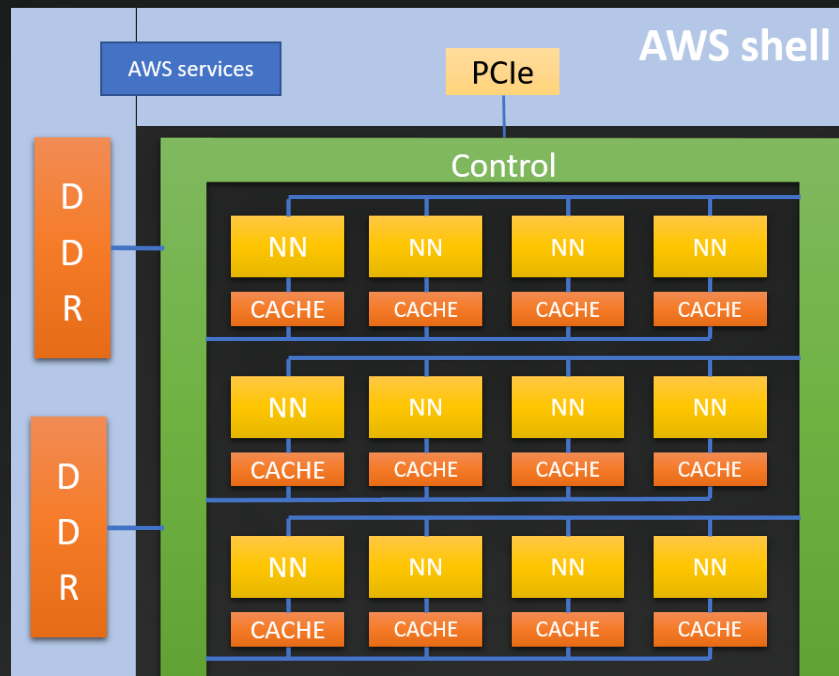 AWS shell
AWS services
PCIe
Control
D
D
R
D
D
R
NN NN NN NN
CACHE CACHE CACHE CACHE
NN NN NN NN
CACHE CACHE CACHE CACHE
NN NN NN NN
CACHE CACHE CACHE CACHE